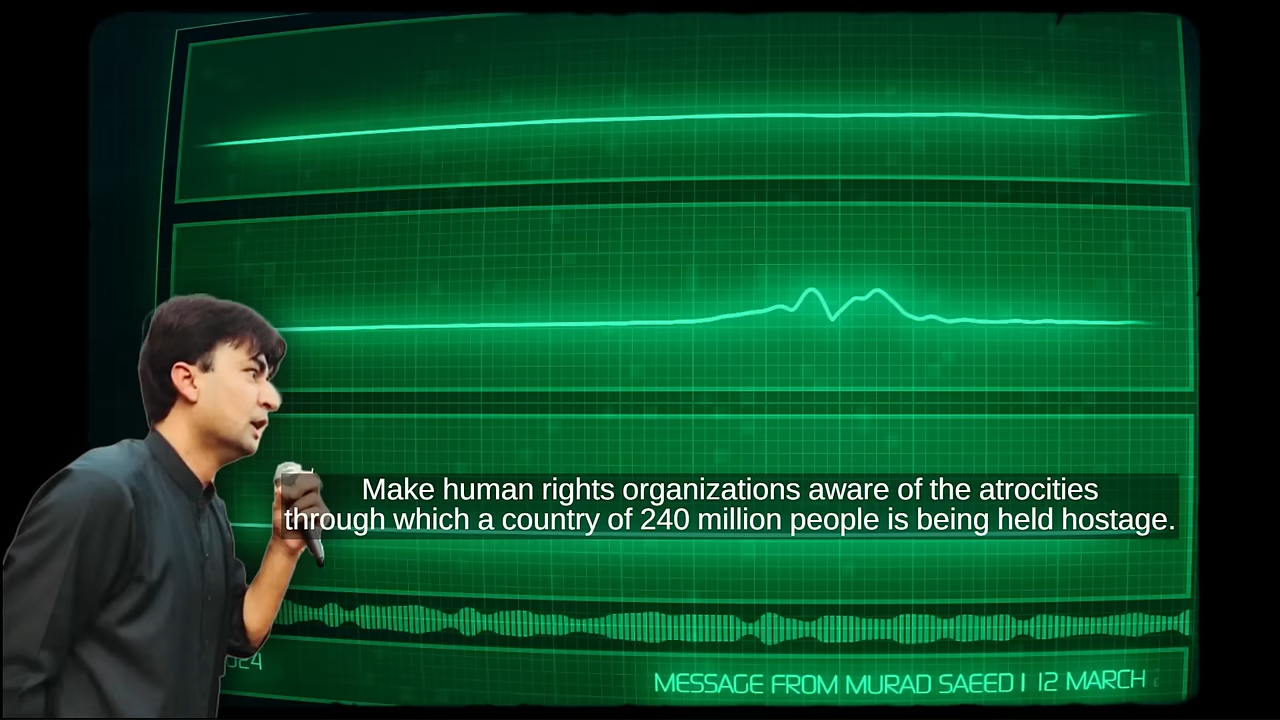 Make human rights organizations aware of the atrocities
through which a country of 240 million people is being held hostage.
MESSAGE FROM MURAD SAEED I 12 MARCH